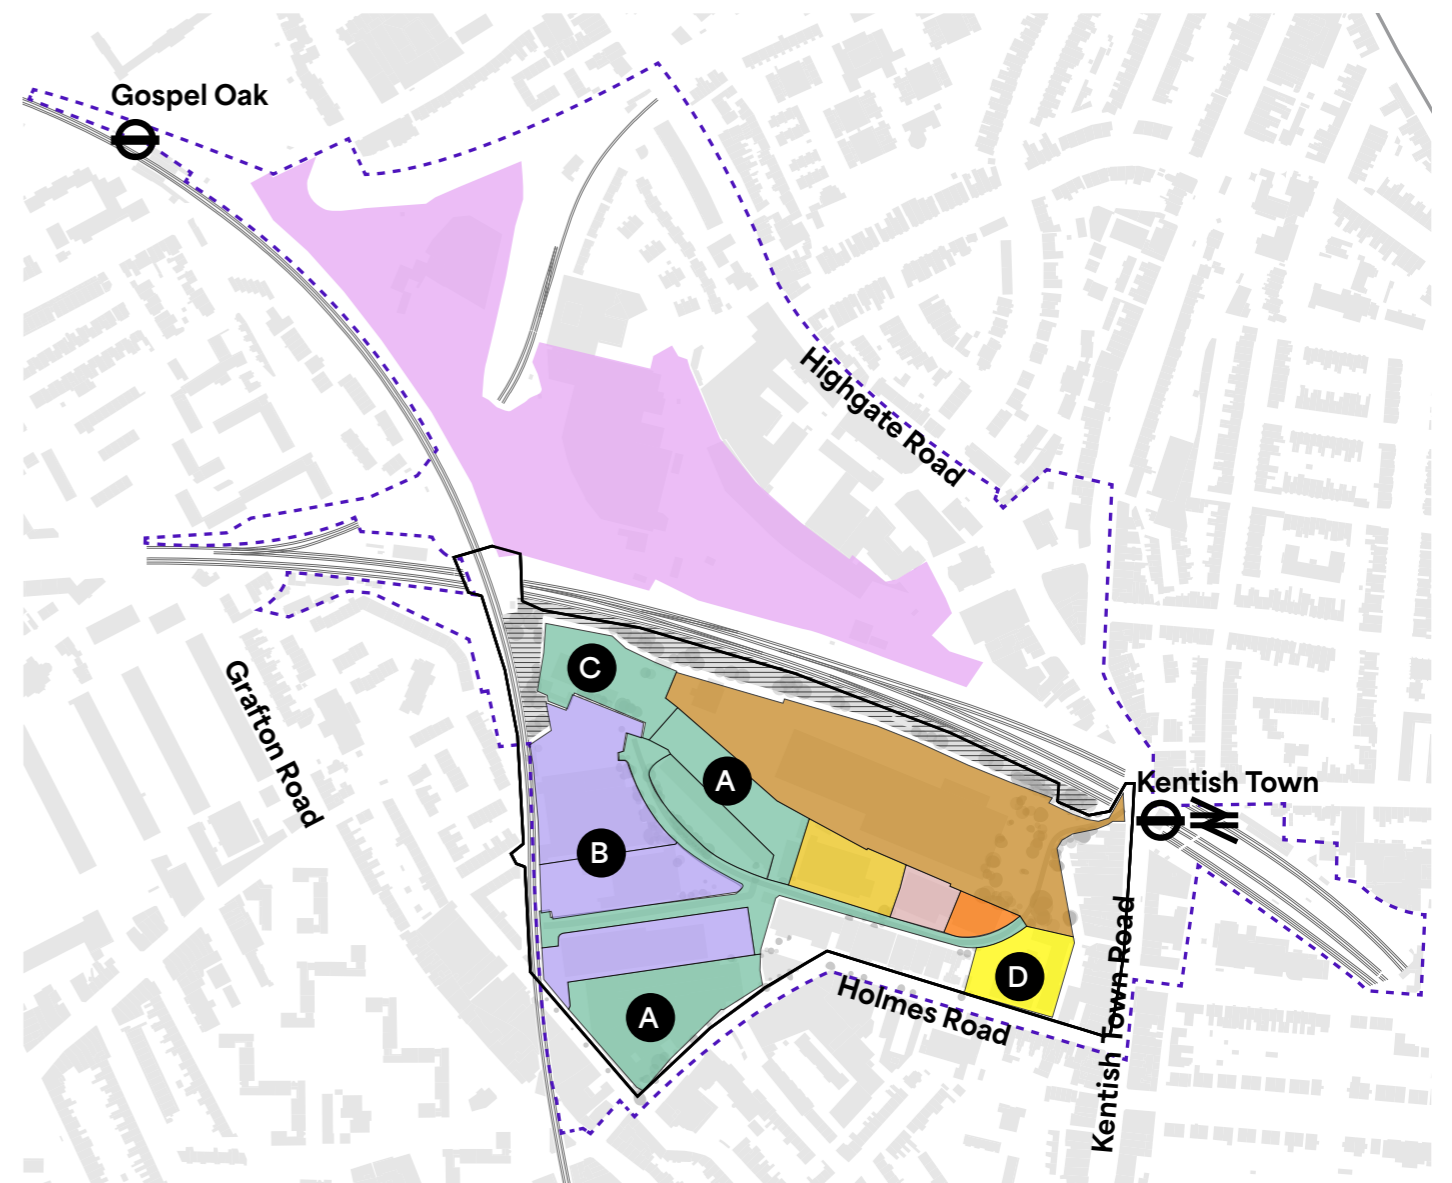 Gospel Oak
Highgate Road
Grafton Road
C
A
Kentish Town
B
D
A
Holmes Road
Kentish Town Road